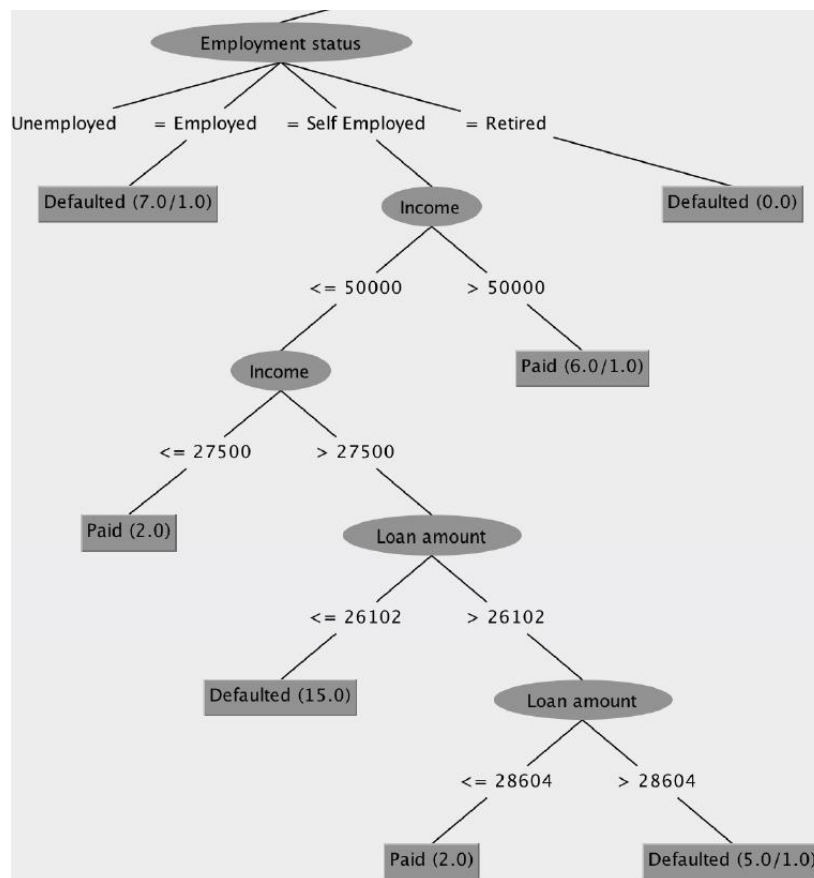 Employment status
Unemployed = Employed = Self Employed = Retired
Defaulted (7.0/1.0) Income Defaulted (0.0)
<= 50000 > 50000
Income Paid (6.0/1.0)
<= 27500 > 27500
Paid (2.0) Loan amount
<= 26102 > 26102
Defaulted (15.0) Loan amount
<= 28604 > 28604
Paid (2.0) Defaulted (5.0/1.0)